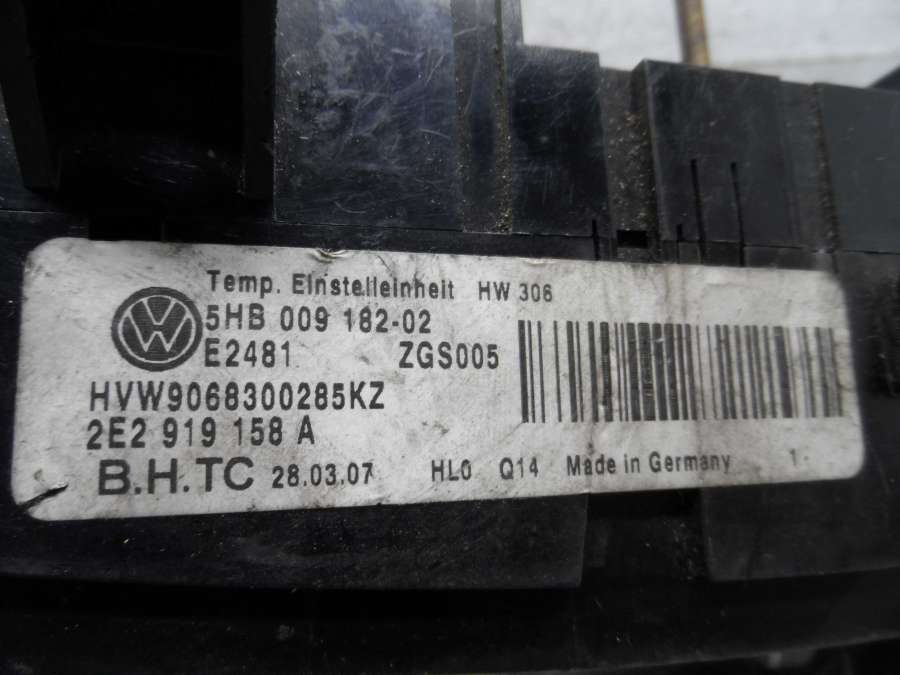 Temp. Einstelleinheit HW 306
5HB 009 182-02
E2481 ZGS005
HVW9068300285KZ
2E2 919 158 A
B.H.TC 28.03.07 HL0 Q14 Made in Germany 1-